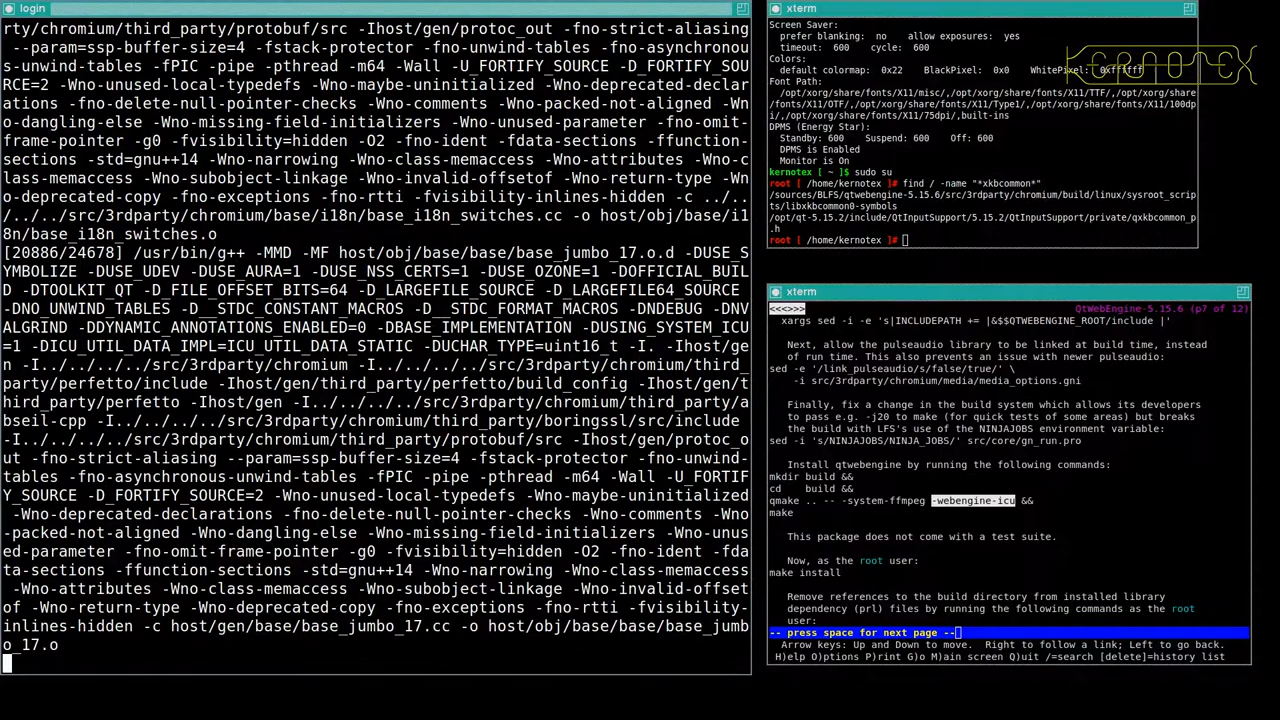 login
rty/chromium/third_party/protobuf/src -Ihost/gen/protoc_out -fno-strict-aliasing
 --param=ssp-buffer-size=4 -fstack-protector -fno-unwind-tables -fno-asynchronou
s-unwind-tables -fPIC -pipe -pthread -m64 -Wall -U_FORTIFY_SOURCE -D_FORTIFY_SOU
RCE=2 -Wno-unused-local-typedefs -Wno-maybe-uninitialized -Wno-deprecated-declar
ations -fno-delete-null-pointer-checks -Wno-comments -Wno-packed-not-aligned -Wn
o-dangling-else -Wno-missing-field-initializers -Wno-unused-parameter -fno-omit-
frame-pointer -g0 -fvisibility=hidden -O2 -fno-ident -fdata-sections -ffunction-
sections -std=gnu++14 -Wno-narrowing -Wno-class-memaccess -Wno-attributes -Wno-c
lass-memaccess -Wno-subobject-linkage -Wno-invalid-offsetof -Wno-return-type -Wn
o-deprecated-copy -fno-exceptions -fno-rtti -fvisibility-inlines-hidden -c ../..
/../../src/3rdparty/chromium/base/i18n/base_i18n_switches.cc -o host/obj/base/i1
8n/base_i18n_switches.o
[20886/24678] /usr/bin/g++ -MMD -MF host/obj/base/base/base_jumbo_17.o.d -DUSE_S
YMBOLIZE -DUSE_UDEV -DUSE_AURA=1 -DUSE_NSS_CERTS=1 -DUSE_OZONE=1 -DOFFICIAL_BUIL
D -DTOOLKIT_QT -D_FILE_OFFSET_BITS=64 -D_LARGEFILE_SOURCE -D_LARGEFILE64_SOURCE 
-DNO_UNWIND_TABLES -D__STDC_CONSTANT_MACROS -D__STDC_FORMAT_MACROS -DNDEBUG -DNV
ALGRIND -DDYNAMIC_ANNOTATIONS_ENABLED=0 -DBASE_IMPLEMENTATION -DUSING_SYSTEM_ICU
=1 -DICU_UTIL_DATA_IMPL=ICU_UTIL_DATA_STATIC -DUCHAR_TYPE=uint16_t -I. -Ihost/ge
n -I../../../../src/3rdparty/chromium -I../../../../src/3rdparty/chromium/third_
party/perfetto/include -Ihost/gen/third_party/perfetto/build_config -Ihost/gen/t
hird_party/perfetto -Ihost/gen -I../../../../src/3rdparty/chromium/third_party/a
bseil-cpp -I../../../../src/3rdparty/chromium/third_party/boringssl/src/include 
-I../../../../src/3rdparty/chromium/third_party/protobuf/src -Ihost/gen/protoc_o
ut -fno-strict-aliasing --param=ssp-buffer-size=4 -fstack-protector -fno-unwind-
tables -fno-asynchronous-unwind-tables -fPIC -pipe -pthread -m64 -Wall -U_FORTIF
Y_SOURCE -D_FORTIFY_SOURCE=2 -Wno-unused-local-typedefs -Wno-maybe-uninitialized
 -Wno-deprecated-declarations -fno-delete-null-pointer-checks -Wno-comments -Wno
-packed-not-aligned -Wno-dangling-else -Wno-missing-field-initializers -Wno-unus
ed-parameter -fno-omit-frame-pointer -g0 -fvisibility=hidden -O2 -fno-ident -fda
ta-sections -ffunction-sections -std=gnu++14 -Wno-narrowing -Wno-class-memaccess
 -Wno-attributes -Wno-class-memaccess -Wno-subobject-linkage -Wno-invalid-offset
of -Wno-return-type -Wno-deprecated-copy -fno-exceptions -fno-rtti -fvisibility-
inlines-hidden -c host/gen/base/base_jumbo_17.cc -o host/obj/base/base/base_jumb
o_17.o
xterm
Screen Saver:
  prefer blanking:  no    allow exposures:  yes
  timeout:  600    cycle:  600
Colors:
  default colormap:  0x22    BlackPixel:  0x0    WhitePixel:  0xffffff
Font Path:
  /opt/xorg/share/fonts/X11/misc/,/opt/xorg/share/fonts/X11/TTF/,/opt/xorg/share
/fonts/X11/OTF/,/opt/xorg/share/fonts/X11/Type1/,/opt/xorg/share/fonts/X11/100dp
i/,/opt/xorg/share/fonts/X11/75dpi/,built-ins
DPMS (Energy Star):
  Standby: 600    Suspend: 600    Off: 600
  DPMS is Enabled
  Monitor is On
kernotex [ ~ ]$ sudo su
root [ /home/kernotex ]# find / -name "*xkbcommon*"
/sources/BLFS/qtwebengine-5.15.6/src/3rdparty/chromium/build/linux/sysroot_scrip
ts/libxkbcommon0-symbols
/opt/qt-5.15.2/include/QtInputSupport/5.15.2/QtInputSupport/private/qxkbcommon_p
.h
root [ /home/kernotex ]#
KERNOTEX
xterm
<<<>>> QtWebEngine-5.15.6 (p7 of 12)
  xargs sed -i -e 's|INCLUDEPATH += |&$$QTWEBENGINE_ROOT/include |'
Next, allow the pulseaudio library to be linked at build time, instead
of run time. This also prevents an issue with newer pulseaudio:
sed -e '/link_pulseaudio/s/false/true/' \
    -i src/3rdparty/chromium/media/media_options.gni
Finally, fix a change in the build system which allows its developers
to pass e.g. -j20 to make (for quick tests of some areas) but breaks
the build with LFS's use of the NINJAJOBS environment variable:
sed -i 's/NINJAJOBS/NINJA_JOBS/' src/core/gn_run.pro
Install qtwebengine by running the following commands:
mkdir build &&
cd    build &&
qmake .. -- -system-ffmpeg -webengine-icu &&
make
This package does not come with a test suite.
Now, as the root user:
make install
Remove references to the build directory from installed library
dependency (prl) files by running the following commands as the root
user:
-- press space for next page --
  Arrow keys: Up and Down to move.  Right to follow a link; Left to go back.
 H)elp O)ptions P)rint G)o M)ain screen Q)uit /=search [delete]=history list